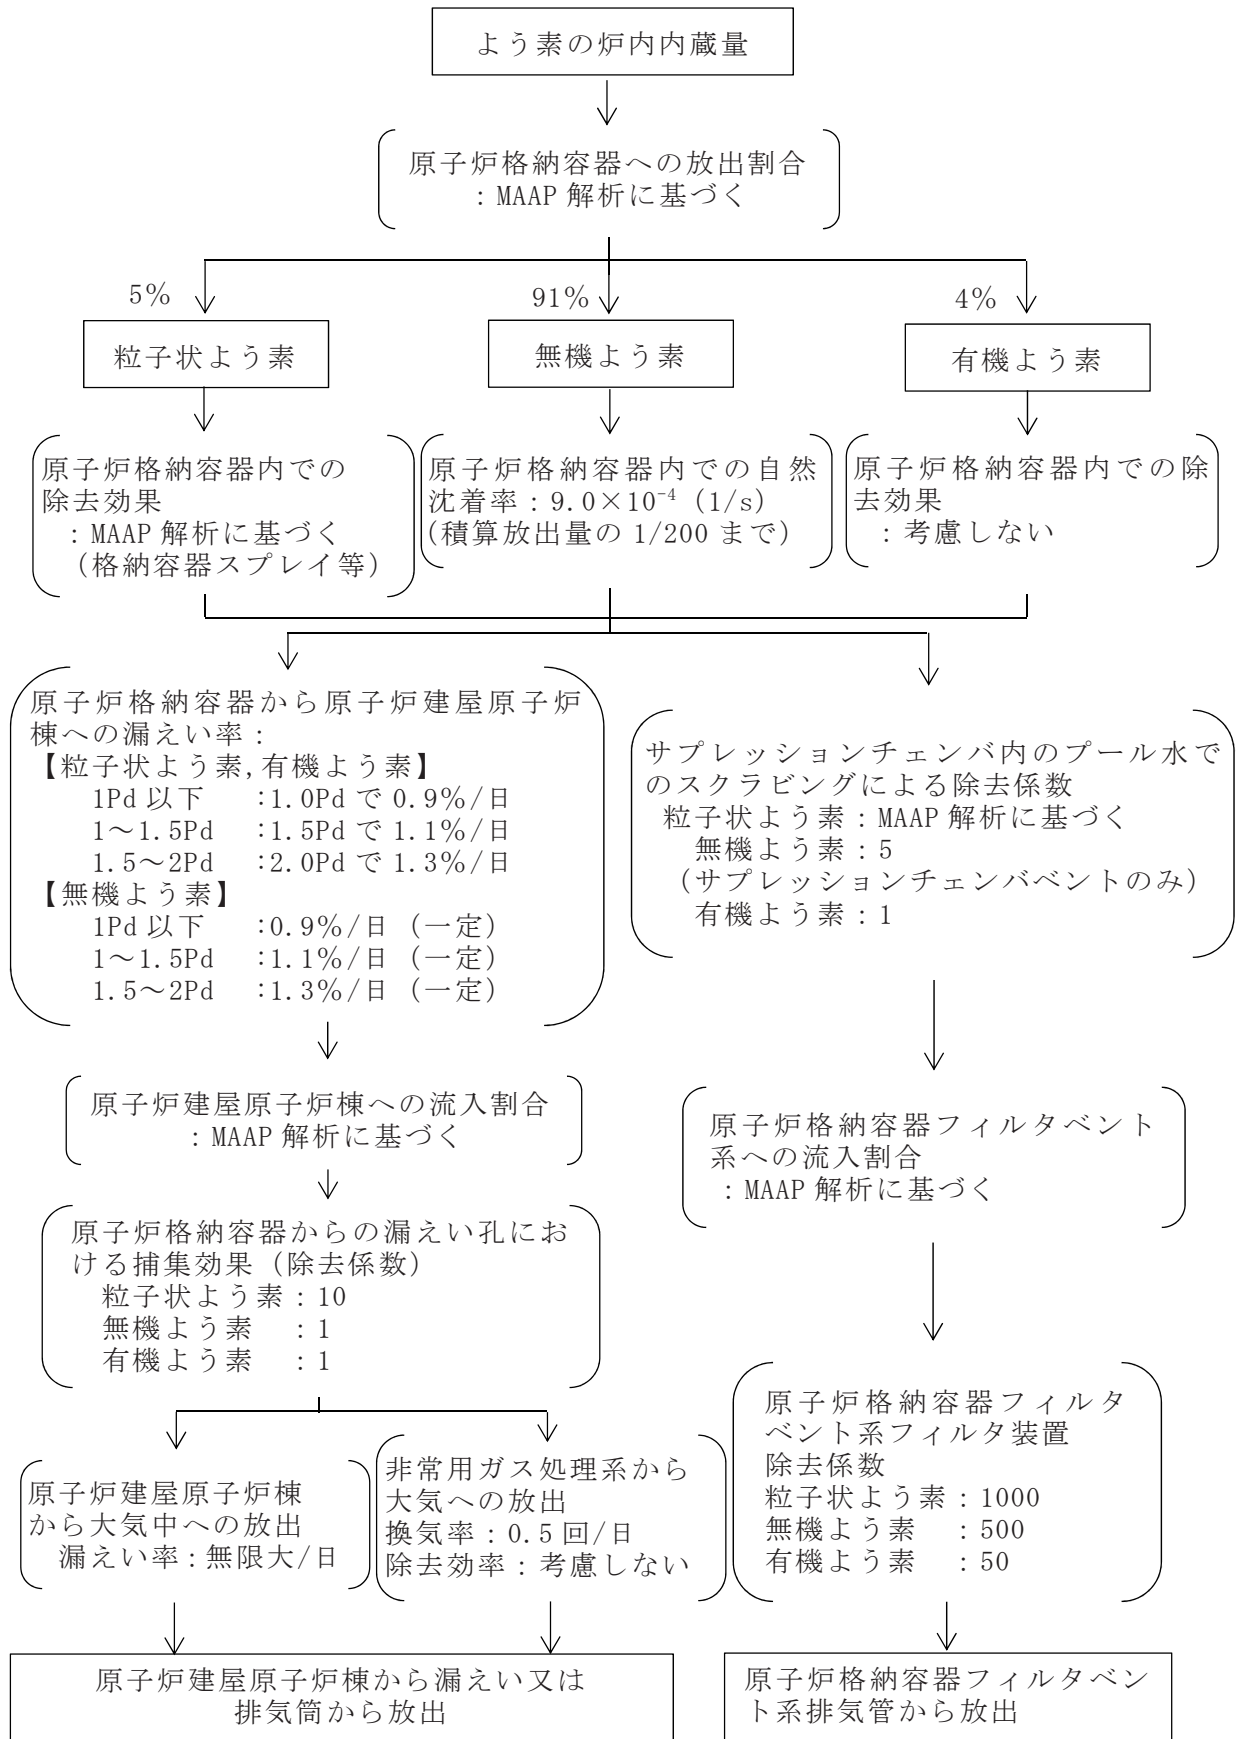 よう素の炉内内蔵量
原子炉格納容器への放出割合
：MAAP 解析に基づく
5%
91%
4%
粒子状よう素
無機よう素
有機よう素
原子炉格納容器内での
除去効果
：MAAP 解析に基づく
（格納容器スプレイ等）
原子炉格納容器内での自然
沈着率：9.0×10⁻⁴（1/s）
（積算放出量の 1/200 まで）
原子炉格納容器内での除
去効果
：考慮しない
原子炉格納容器から原子炉建屋原子炉
棟への漏えい率：
【粒子状よう素,有機よう素】
1Pd 以下　：1.0Pd で 0.9%/日
1～1.5Pd　：1.5Pd で 1.1%/日
1.5～2Pd　：2.0Pd で 1.3%/日
【無機よう素】
1Pd 以下　：0.9%/日（一定）
1～1.5Pd　：1.1%/日（一定）
1.5～2Pd　：1.3%/日（一定）
サプレッションチェンバ内のプール水で
のスクラビングによる除去係数
粒子状よう素：MAAP 解析に基づく
無機よう素：5
（サプレッションチェンバベントのみ）
有機よう素：1
原子炉建屋原子炉棟への流入割合
：MAAP 解析に基づく
原子炉格納容器フィルタベント
系への流入割合
：MAAP 解析に基づく
原子炉格納容器からの漏えい孔にお
ける捕集効果（除去係数）
粒子状よう素：10
無機よう素　：1
有機よう素　：1
原子炉格納容器フィルタ
ベント系フィルタ装置
除去係数
粒子状よう素：1000
無機よう素　：500
有機よう素　：50
原子炉建屋原子炉棟
から大気中への放出
漏えい率：無限大/日
非常用ガス処理系から
大気への放出
換気率：0.5 回/日
除去効率：考慮しない
原子炉建屋原子炉棟から漏えい又は
排気筒から放出
原子炉格納容器フィルタベン
ト系排気管から放出